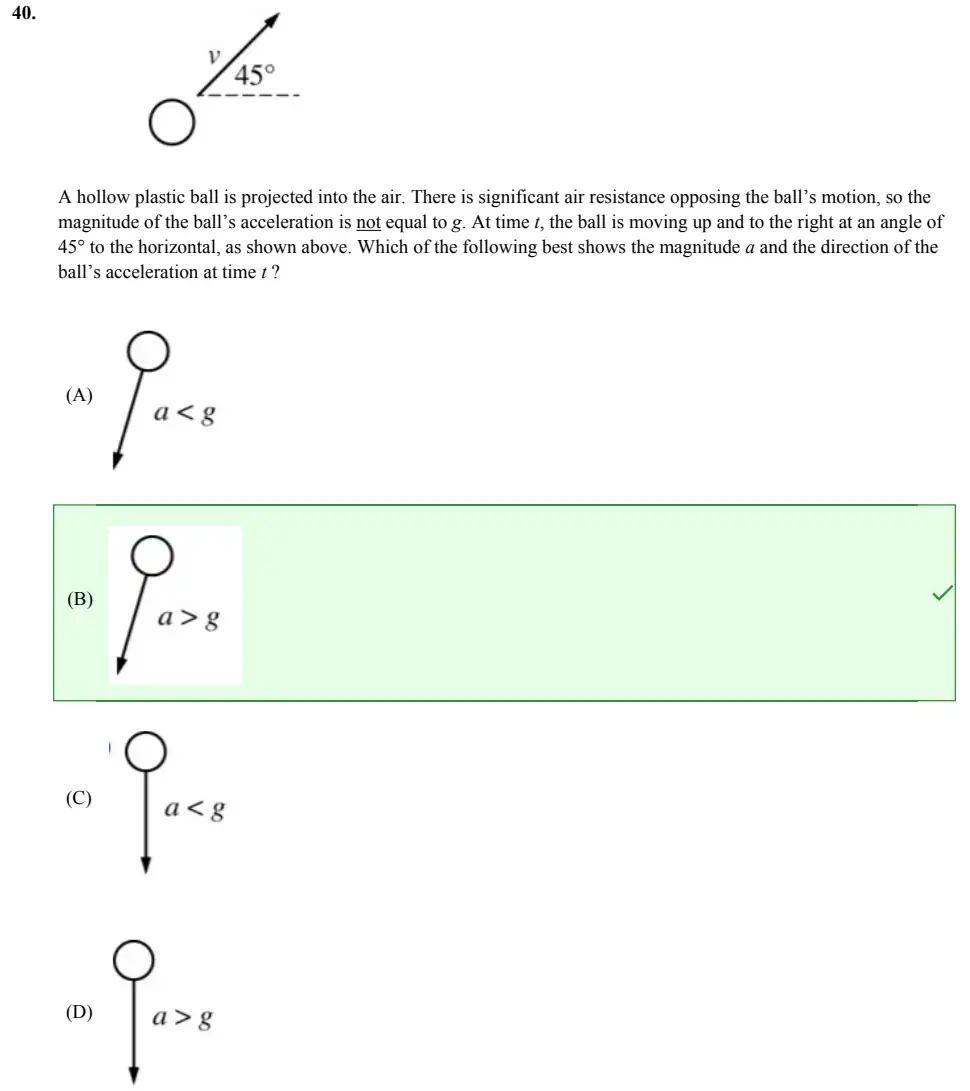 40.
v
45°
A hollow plastic ball is projected into the air. There is significant air resistance opposing the ball’s motion, so the
magnitude of the ball’s acceleration is not equal to g. At time t, the ball is moving up and to the right at an angle of
45° to the horizontal, as shown above. Which of the following best shows the magnitude a and the direction of the
ball’s acceleration at time t ?
(A)
a < g
(B)
a > g
(C)
a < g
(D)
a > g